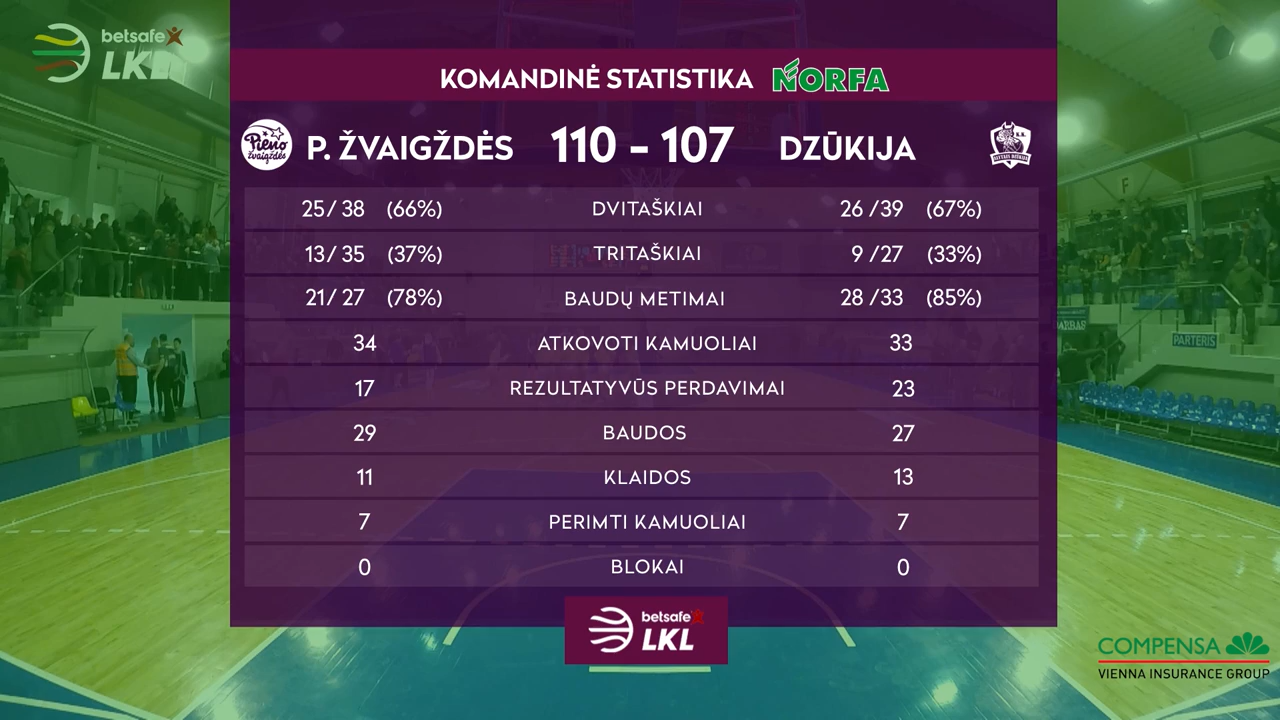 betsafe
LKL
KOMANDINĖ STATISTIKA NORFA
Pieno žvaigždės
P. ŽVAIGŽDĖS 110 - 107 DZŪKIJA
25/ 38 (66%) DVITAŠKIAI 26 /39 (67%)
13/ 35 (37%) TRITAŠKIAI 9 /27 (33%)
21/ 27 (78%) BAUDŲ METIMAI 28 /33 (85%)
34 ATKOVOTI KAMUOLIAI 33
17 REZULTATYVŪS PERDAVIMAI 23
29 BAUDOS 27
11 KLAIDOS 13
7 PERIMTI KAMUOLIAI 7
0 BLOKAI 0
PARTERIS
F
betsafe
LKL
COMPENSA
VIENNA INSURANCE GROUP